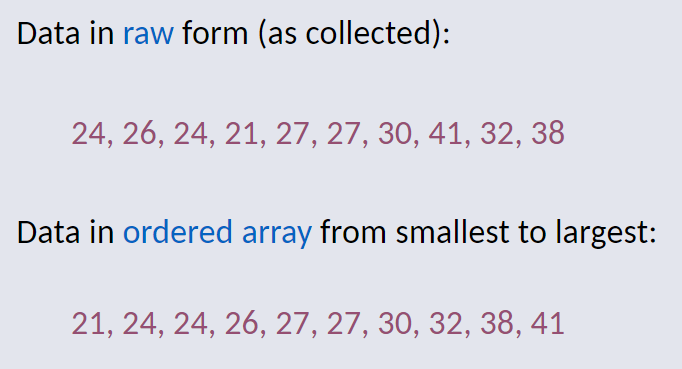 Data in raw form (as collected):
24, 26, 24, 21, 27, 27, 30, 41, 32, 38
Data in ordered array from smallest to largest:
21, 24, 24, 26, 27, 27, 30, 32, 38, 41